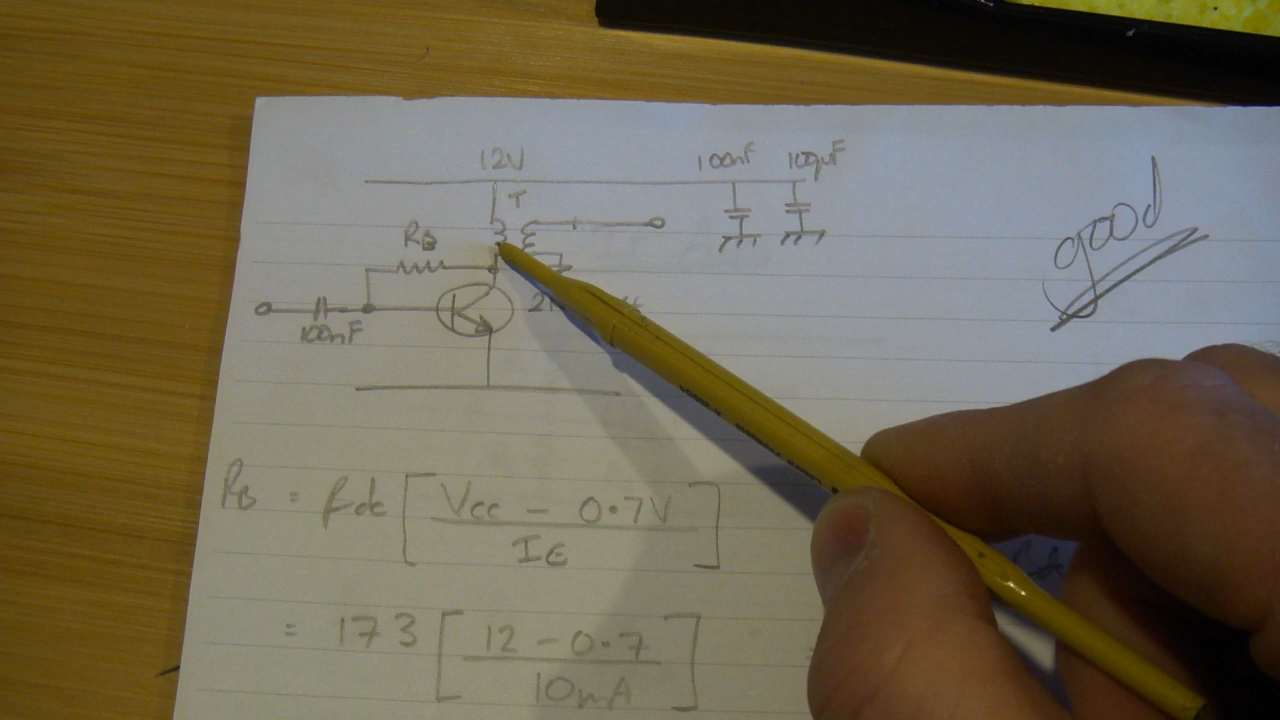 12V
100nF 100µF
T
RB
good
100nF
RB = βdc [ Vcc - 0.7V / IE ]
= 173 [ 12 - 0.7 / 10mA ]